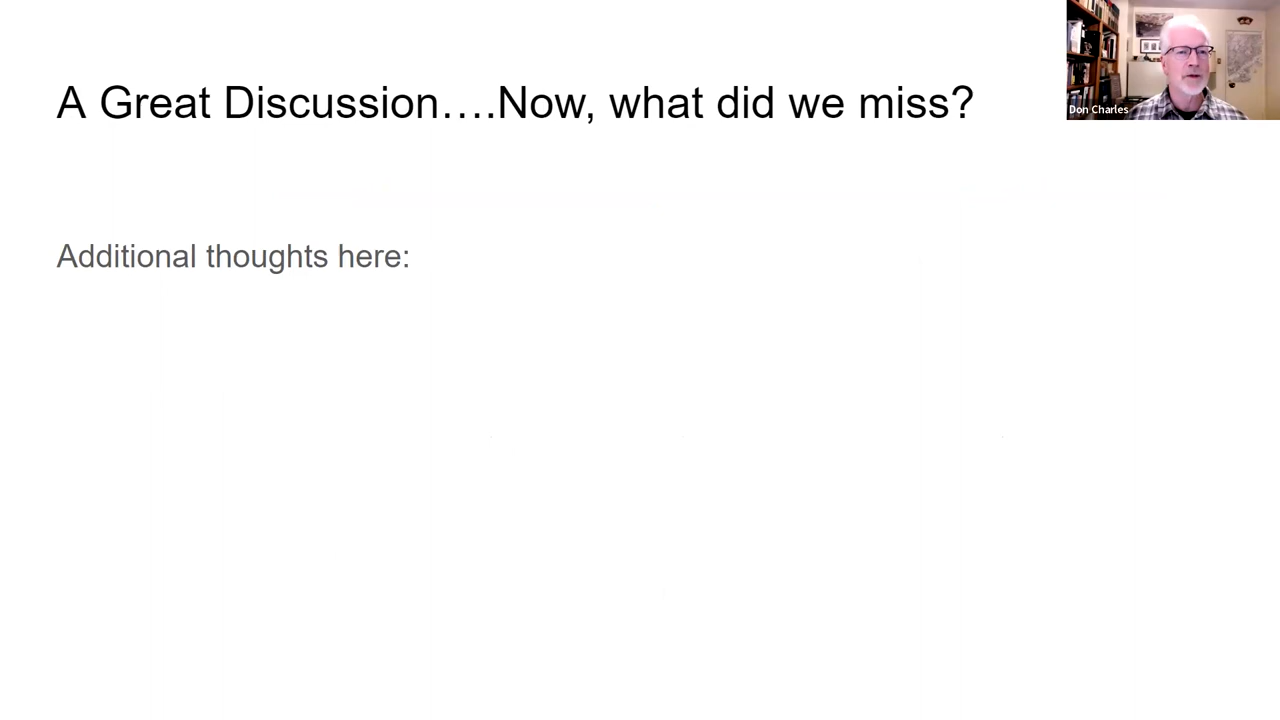 A Great Discussion….Now, what did we miss?
Don Charles
Additional thoughts here: